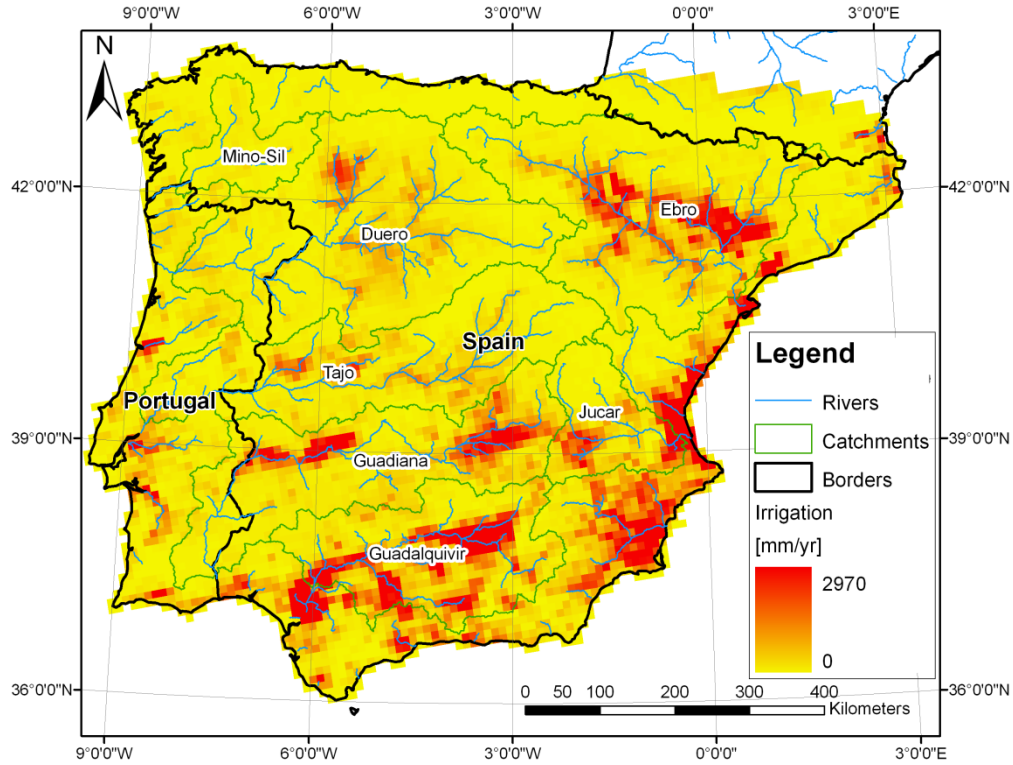 9°0'0"W 6°0'0"W 3°0'0"W 0°0'0" 3°0'0"E
N
Mino-Sil
42°0'0"N 42°0'0"N
Ebro
Duero
Spain
Legend
Tajo
Portugal
Rivers
Jucar
39°0'0"N Catchments 39°0'0"N
Guadiana
Borders
Irrigation
[mm/yr]
Guadalquivir
2970
0
36°0'0"N 36°0'0"N
0 50 100 200 300 400
Kilometers
9°0'0"W 6°0'0"W 3°0'0"W 0°0'0" 3°0'0"E